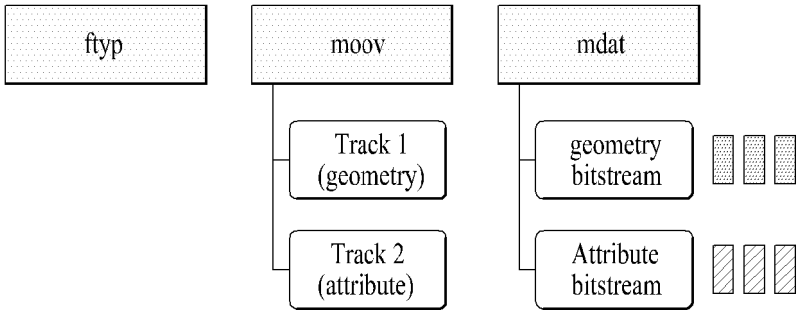 ftyp
moov
mdat
Track 1
(geometry)
geometry
bitstream
Track 2
(attribute)
Attribute
bitstream